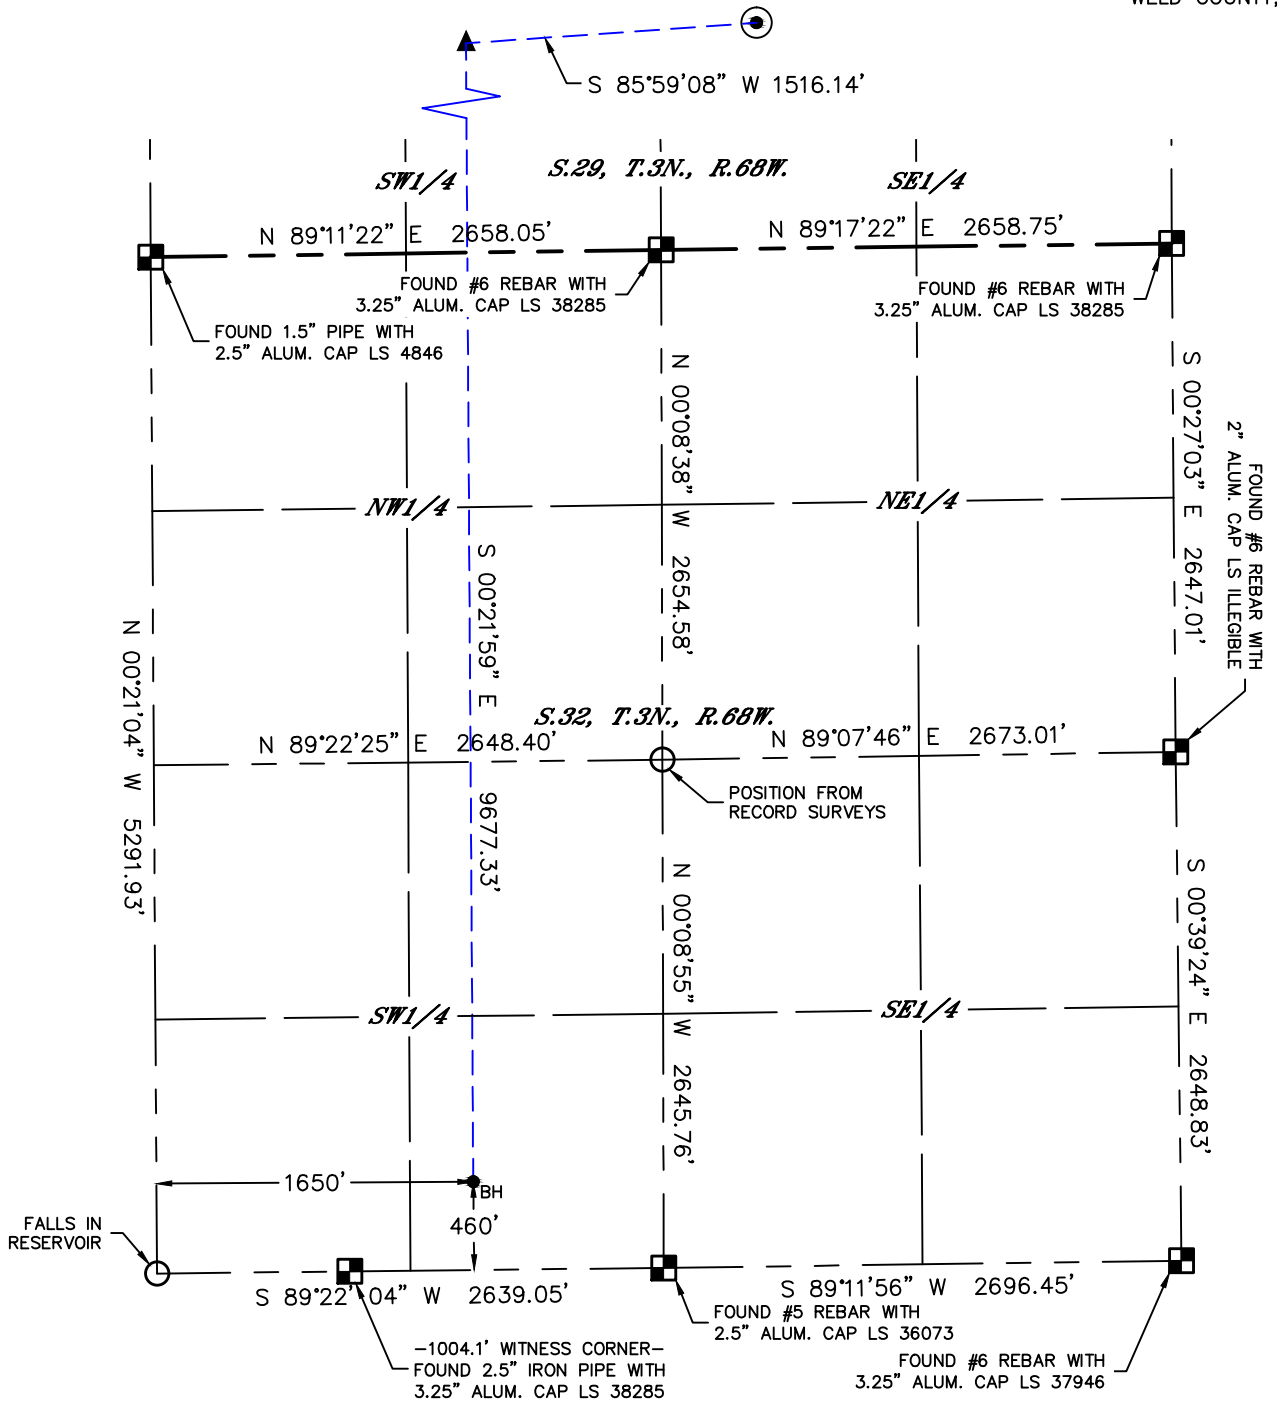 WELD COUNTY,
S 85°59'08" W 1516.14'
S.29, T.3N., R.68W.
SW1/4
SE1/4
N 89°11'22" E 2658.05'
N 89°17'22" E 2658.75'
FOUND #6 REBAR WITH
3.25" ALUM. CAP LS 38285
FOUND #6 REBAR WITH
3.25" ALUM. CAP LS 38285
FOUND 1.5" PIPE WITH
2.5" ALUM. CAP LS 4846
N 00°08'38" W 2654.58'
S 00°27'03" E 2647.01'
FOUND #6 REBAR WITH
2" ALUM. CAP LS ILLEGIBLE
NW1/4
NE1/4
S 00°21'59" E 9677.33'
N 00°21'04" W 5291.93'
S.32, T.3N., R.68W.
N 89°22'25" E 2648.40'
N 89°07'46" E 2673.01'
POSITION FROM
RECORD SURVEYS
N 00°08'55" W 2645.76'
S 00°39'24" E 2648.83'
SW1/4
SE1/4
1650'
BH
460'
FALLS IN
RESERVOIR
S 89°22'04" W 2639.05'
S 89°11'56" W 2696.45'
FOUND #5 REBAR WITH
2.5" ALUM. CAP LS 36073
-1004.1' WITNESS CORNER-
FOUND 2.5" IRON PIPE WITH
3.25" ALUM. CAP LS 38285
FOUND #6 REBAR WITH
3.25" ALUM. CAP LS 37946